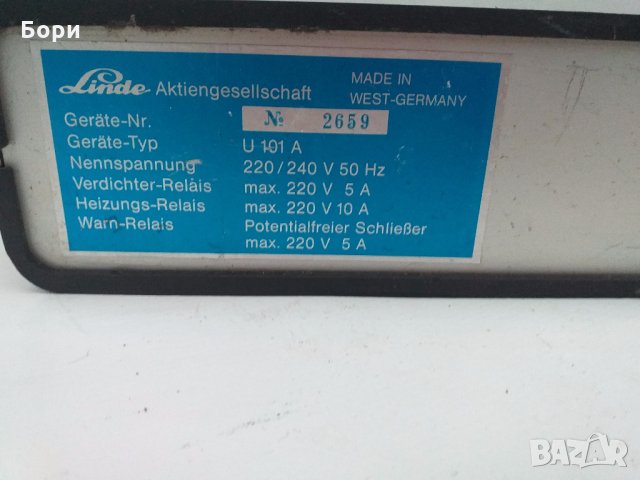 Бори
Linde Aktiengesellschaft MADE IN WEST-GERMANY
Geräte-Nr. № 2659
Geräte-Typ U 101 A
Nennspannung 220/240 V 50 Hz
Verdichter-Relais max. 220 V 5 A
Heizungs-Relais max. 220 V 10 A
Warn-Relais Potentialfreier Schließer
max. 220 V 5 A
BAZAR